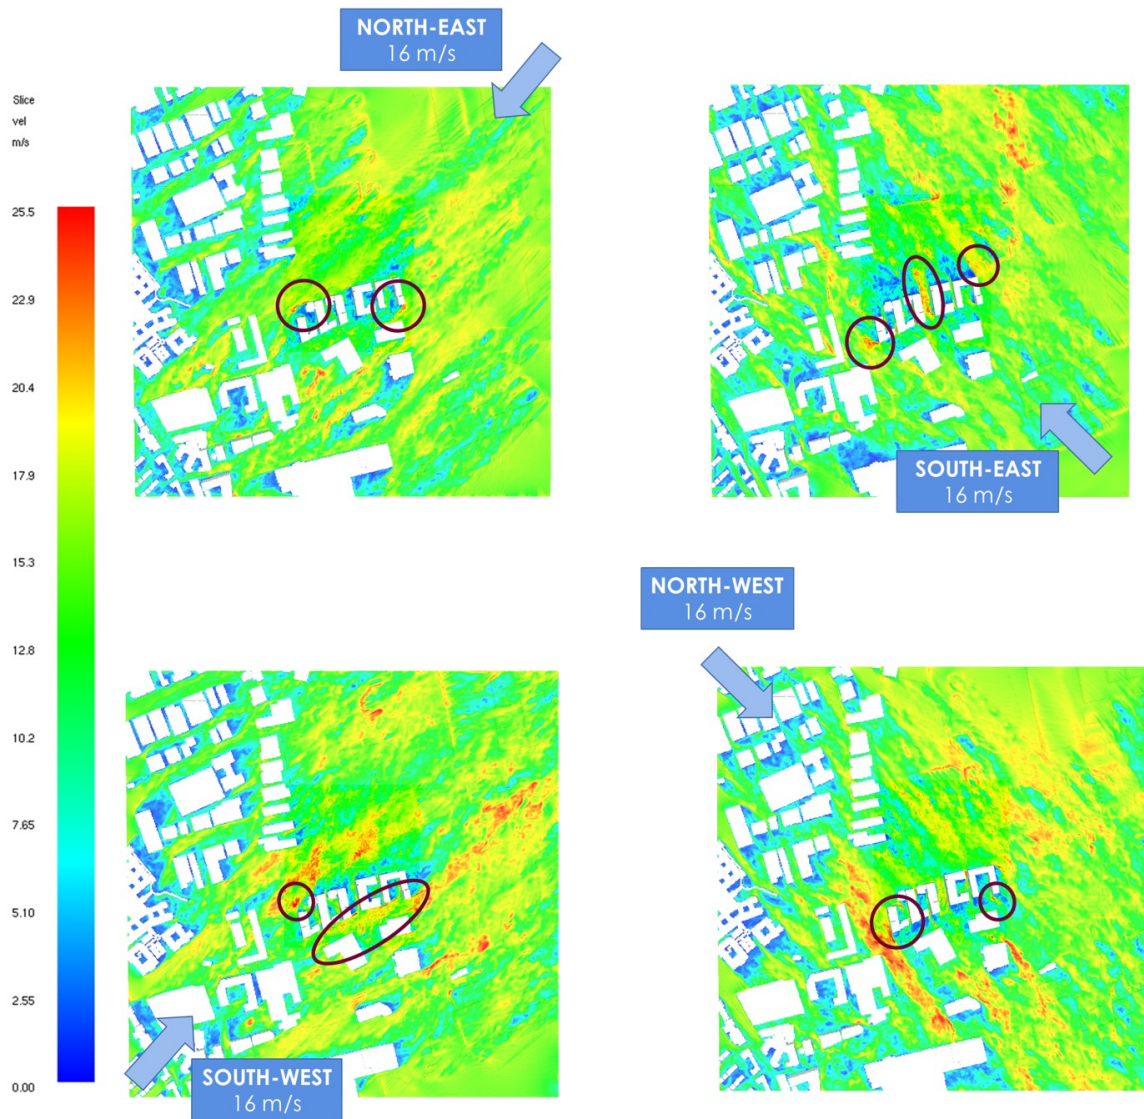 NORTH-EAST
16 m/s
Slice
vel
m/s
25.5
22.9
20.4
17.9
15.3
12.8
10.2
7.65
5.10
2.55
0.00
SOUTH-EAST
16 m/s
NORTH-WEST
16 m/s
SOUTH-WEST
16 m/s